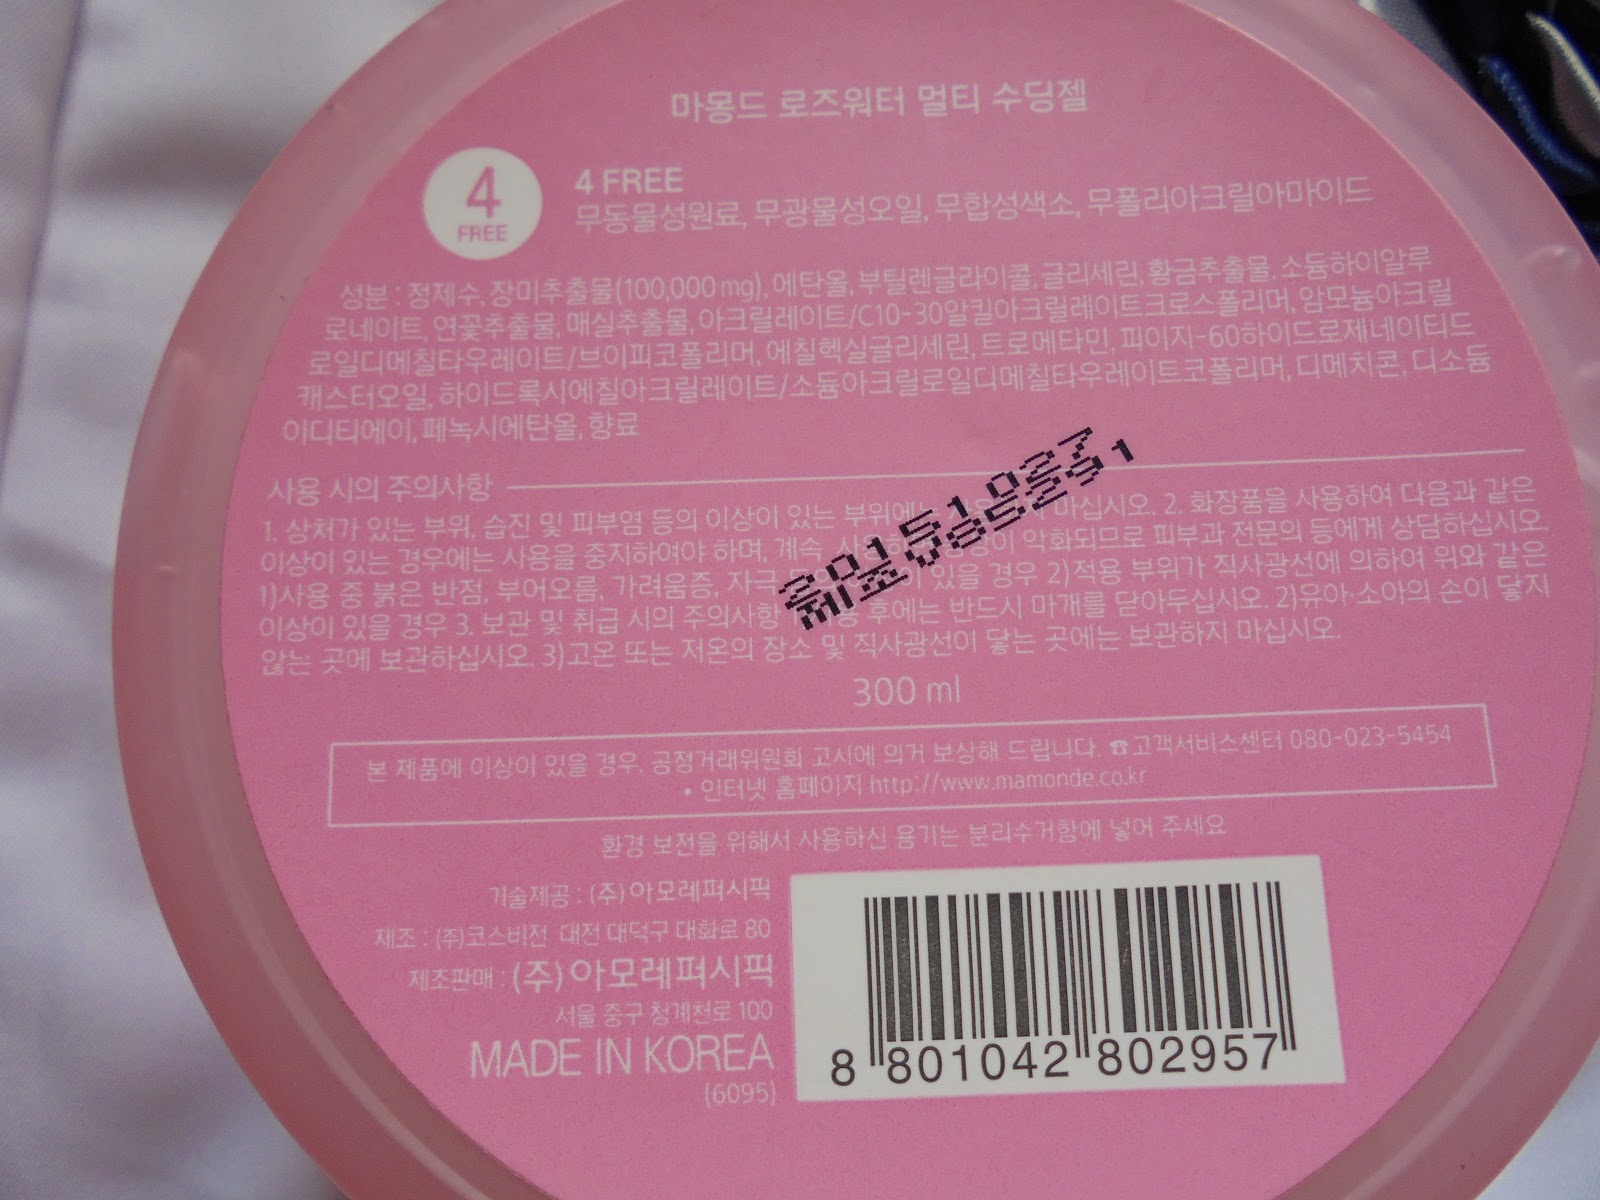 마몽드 로즈워터 멀티 수딩젤
4
FREE
4 FREE
무동물성원료, 무광물성오일, 무합성색소, 무폴리아크릴아마이드
성분 : 정제수, 장미추출물(100,000 mg), 에탄올, 부틸렌글라이콜, 글리세린, 황금추출물, 소듐하이알루
로네이트, 연꽃추출물, 매실추출물, 아크릴레이트/C10-30알킬아크릴레이트크로스폴리머, 암모늄아크릴
로일디메칠타우레이트/브이피코폴리머, 에칠헥실글리세린, 트로메타민, 피이지-60하이드로제네이티드
캐스터오일, 하이드록시에칠아크릴레이트/소듐아크릴로일디메칠타우레이트코폴리머, 디메치콘, 디소듐
이디티에이, 페녹시에탄올, 향료
사용 시의 주의사항
1. 상처가 있는 부위, 습진 및 피부염 등의 이상이 있는 부위에는 마십시오. 2. 화장품을 사용하여 다음과 같은
이상이 있는 경우에는 사용을 중지하여야 하며, 계속 악화되므로 피부과 전문의 등에게 상담하십시오.
1)사용 중 붉은 반점, 부어오름, 가려움증, 자극 있을 경우 2)적용 부위가 직사광선에 의하여 위와 같은
이상이 있을 경우 3. 보관 및 취급 시의 주의사항 후에는 반드시 마개를 닫아두십시오. 2)유아·소아의 손이 닿지
않는 곳에 보관하십시오. 3)고온 또는 저온의 장소 및 직사광선이 닿는 곳에는 보관하지 마십시오.
20151027
제조
300 ml
본 제품에 이상이 있을 경우, 공정거래위원회 고시에 의거 보상해 드립니다. ☎고객서비스센터 080-023-5454
• 인터넷 홈페이지 http://www.mamonde.co.kr
환경 보전을 위해서 사용하신 용기는 분리수거함에 넣어 주세요
기술제공 : (주)아모레퍼시픽
제조 : (주)코스비전 대전 대덕구 대화로 80
제조판매 : (주)아모레퍼시픽
서울 중구 청계천로 100
MADE IN KOREA
(6095)
8 801042 802957